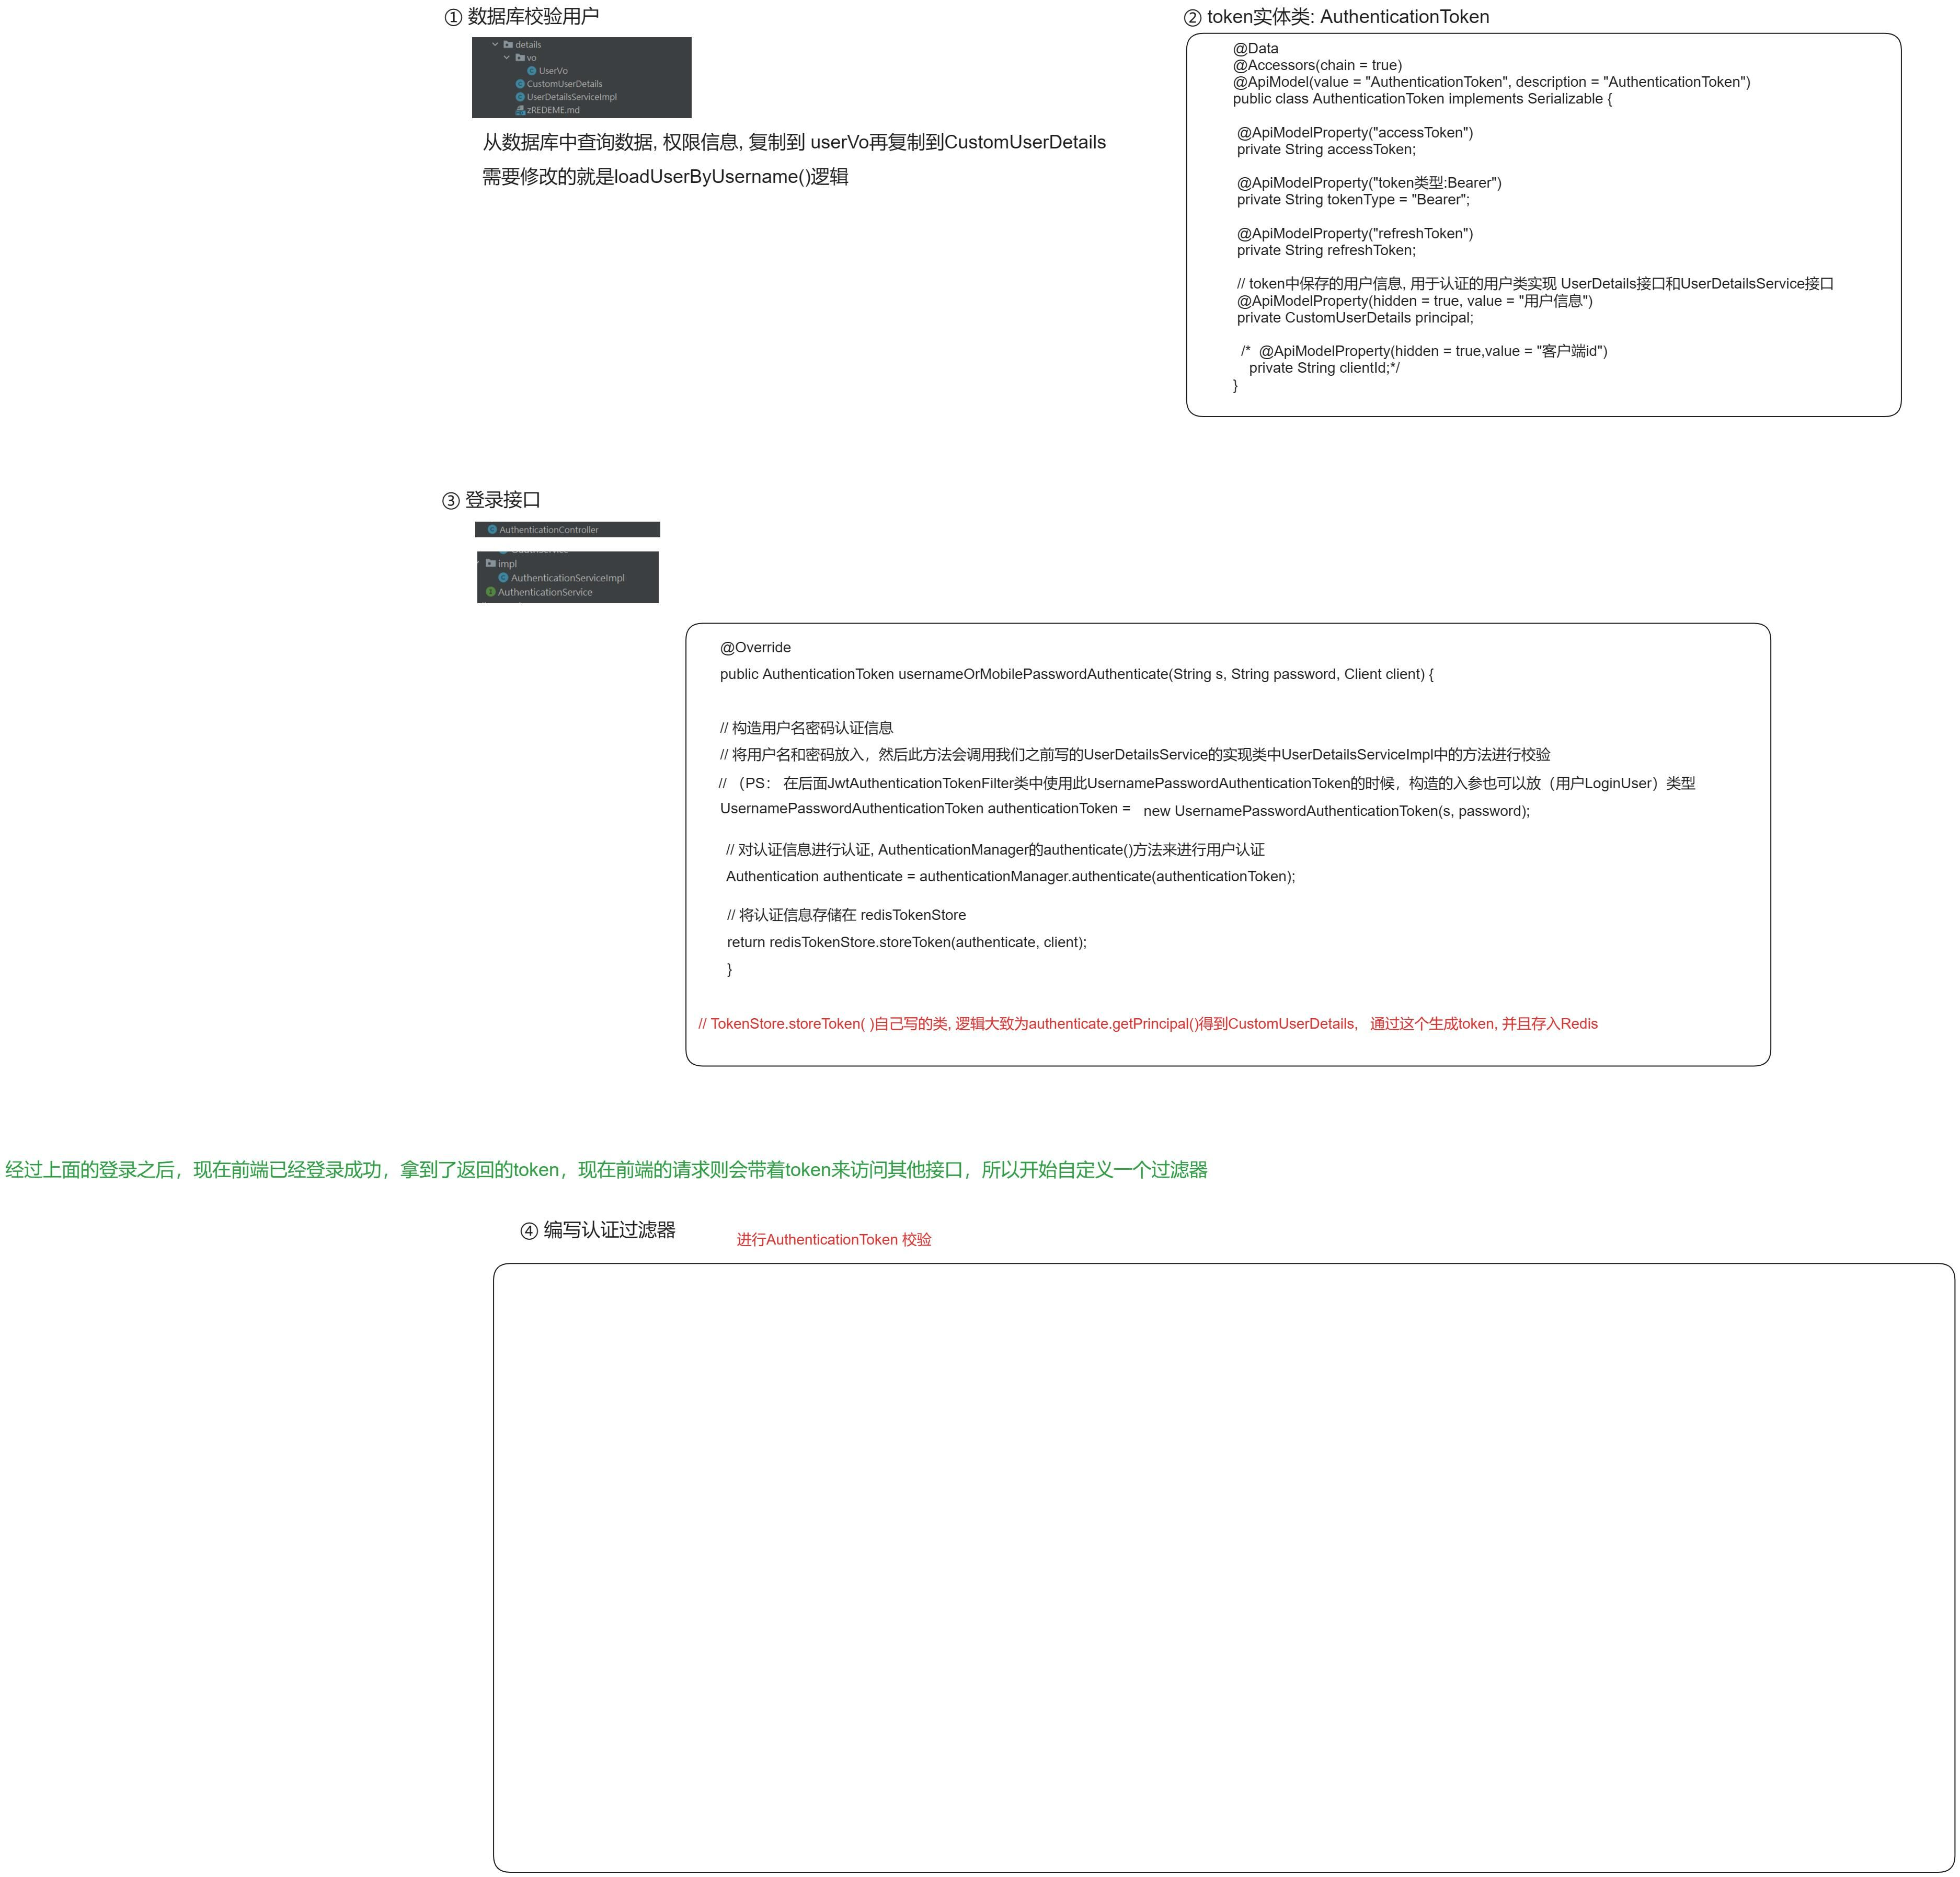 ① 数据库校验用户
details
vo
UserVo
CustomUserDetails
UserDetailsServiceImpl
zREDEME.md
从数据库中查询数据, 权限信息, 复制到 userVo再复制到CustomUserDetails
需要修改的就是loadUserByUsername()逻辑
② token实体类: AuthenticationToken
@Data
@Accessors(chain = true)
@ApiModel(value = "AuthenticationToken", description = "AuthenticationToken")
public class AuthenticationToken implements Serializable {
@ApiModelProperty("accessToken")
private String accessToken;
@ApiModelProperty("token类型:Bearer")
private String tokenType = "Bearer";
@ApiModelProperty("refreshToken")
private String refreshToken;
// token中保存的用户信息, 用于认证的用户类实现 UserDetails接口和UserDetailsService接口
@ApiModelProperty(hidden = true, value = "用户信息")
private CustomUserDetails principal;
/*  @ApiModelProperty(hidden = true,value = "客户端id")
private String clientId;*/
}
③ 登录接口
AuthenticationController
impl
AuthenticationServiceImpl
AuthenticationService
@Override
public AuthenticationToken usernameOrMobilePasswordAuthenticate(String s, String password, Client client) {
// 构造用户名密码认证信息
// 将用户名和密码放入，然后此方法会调用我们之前写的UserDetailsService的实现类中UserDetailsServiceImpl中的方法进行校验
// （PS： 在后面JwtAuthenticationTokenFilter类中使用此UsernamePasswordAuthenticationToken的时候，构造的入参也可以放（用户LoginUser）类型
UsernamePasswordAuthenticationToken authenticationToken = new UsernamePasswordAuthenticationToken(s, password);
// 对认证信息进行认证, AuthenticationManager的authenticate()方法来进行用户认证
Authentication authenticate = authenticationManager.authenticate(authenticationToken);
// 将认证信息存储在 redisTokenStore
return redisTokenStore.storeToken(authenticate, client);
}
// TokenStore.storeToken( )自己写的类, 逻辑大致为authenticate.getPrincipal()得到CustomUserDetails,   通过这个生成token, 并且存入Redis
经过上面的登录之后，现在前端已经登录成功，拿到了返回的token，现在前端的请求则会带着token来访问其他接口，所以开始自定义一个过滤器
④ 编写认证过滤器
进行AuthenticationToken 校验